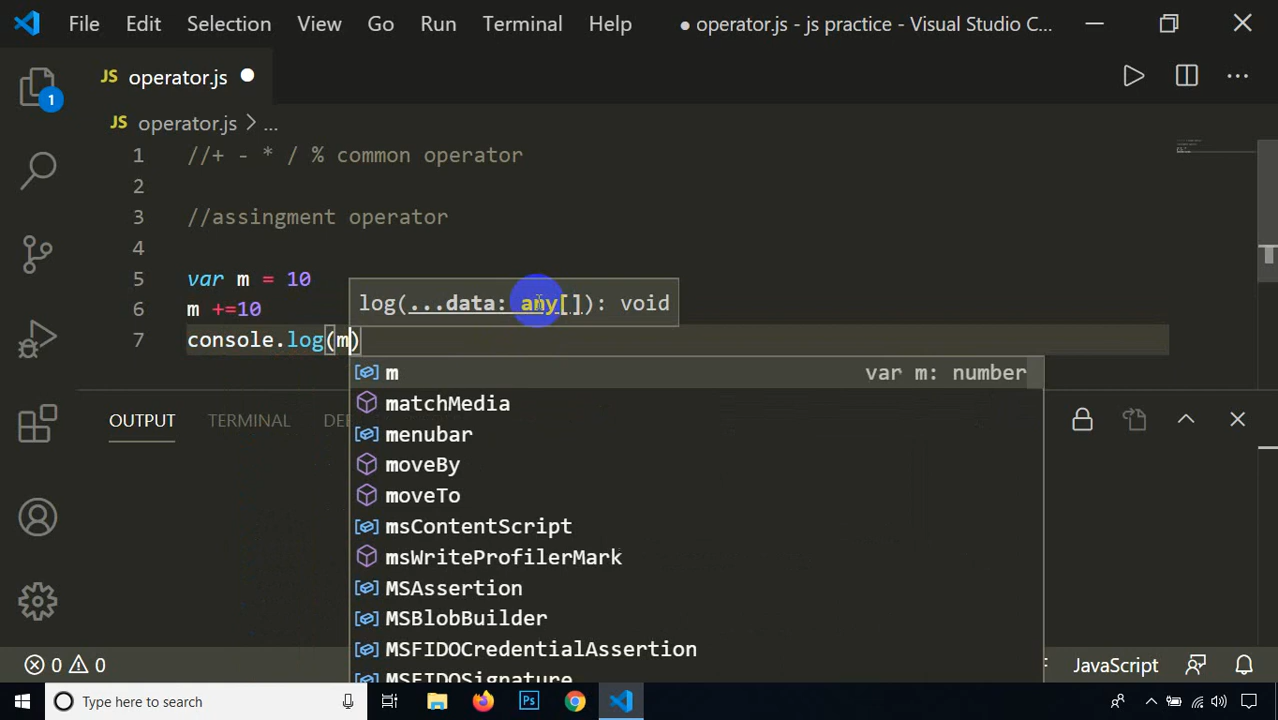 File Edit Selection View Go Run Terminal Help ● operator.js - js practice - Visual Studio C...
JS operator.js
1
JS operator.js > ...
1 //+ - * / % common operator
2
3 //assingment operator
4
5 var m = 10
6 m +=10
log(...data: any[]): void
7 console.log(m)
m var m: number
matchMedia
OUTPUT TERMINAL
menubar
moveBy
moveTo
msContentScript
msWriteProfilerMark
MSAssertion
MSBlobBuilder
MSFIDOCredentialAssertion
0 0 JavaScript
MSFIDOSignature
Type here to search
Ps